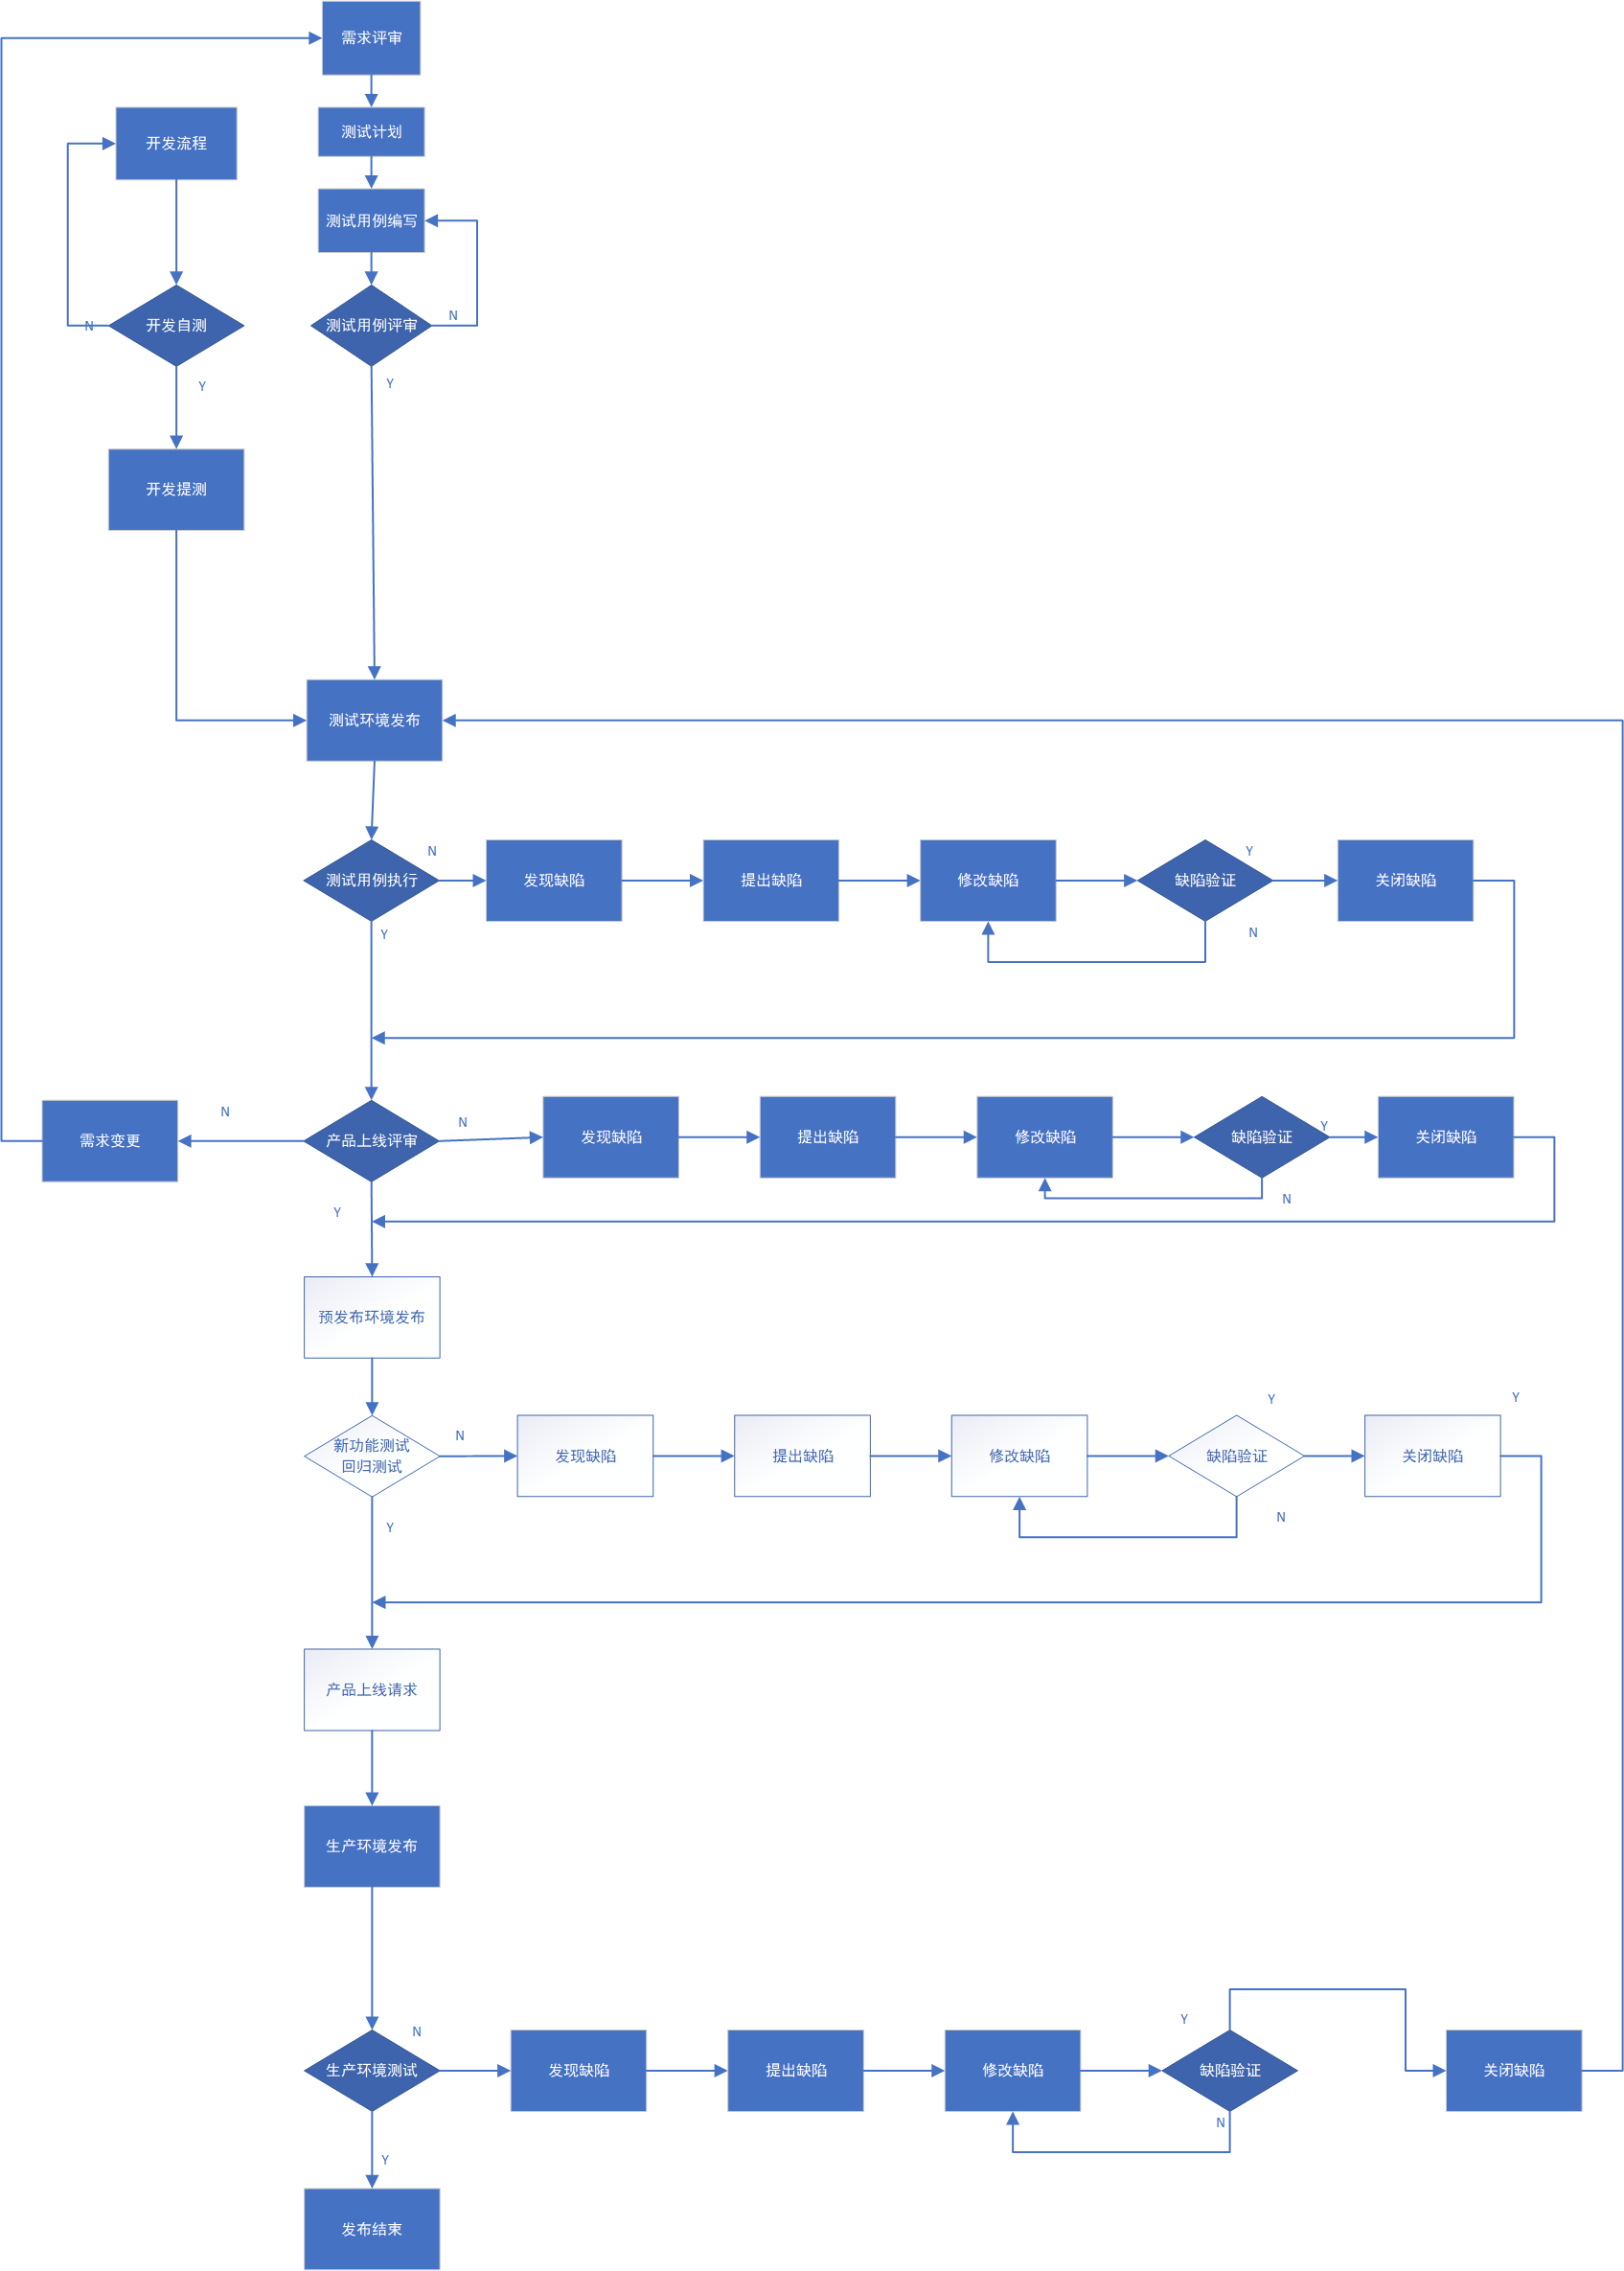 需求评审
开发流程
测试计划
测试用例编写
开发自测
N
测试用例评审
N
Y
Y
开发提测
测试环境发布
测试用例执行
N
发现缺陷
提出缺陷
修改缺陷
缺陷验证
Y
关闭缺陷
Y
N
需求变更
N
产品上线评审
N
发现缺陷
提出缺陷
修改缺陷
缺陷验证
Y
关闭缺陷
Y
N
预发布环境发布
新功能测试
回归测试
N
发现缺陷
提出缺陷
修改缺陷
缺陷验证
Y
关闭缺陷
Y
Y
N
产品上线请求
生产环境发布
生产环境测试
N
发现缺陷
提出缺陷
修改缺陷
Y
缺陷验证
关闭缺陷
N
Y
发布结束